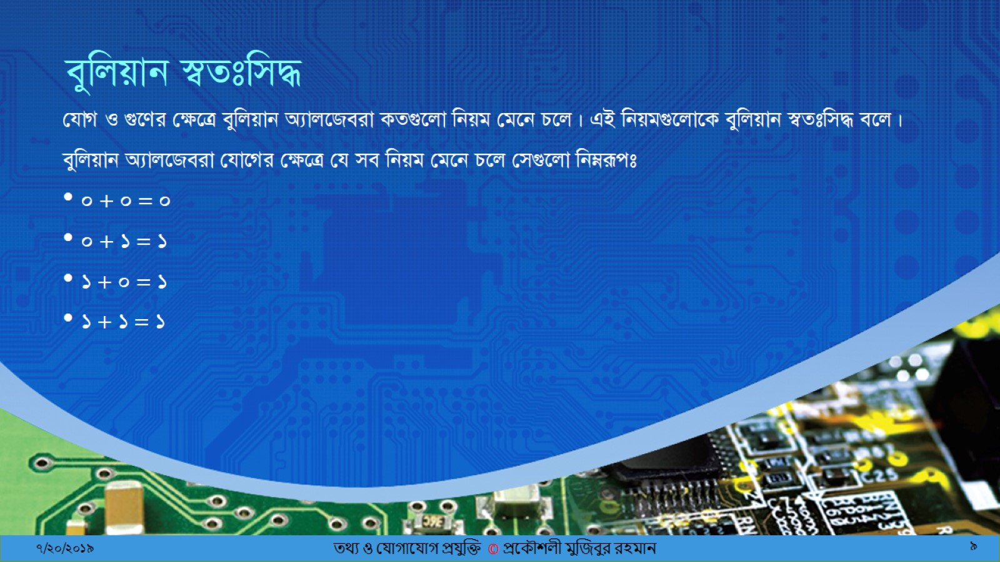 বুলিয়ান স্বতঃসিদ্ধ
যোগ ও গুণের ক্ষেত্রে বুলিয়ান অ্যালজেবরা কতগুলো নিয়ম মেনে চলে। এই নিয়মগুলোকে বুলিয়ান স্বতঃসিদ্ধ বলে।
বুলিয়ান অ্যালজেবরা যোগের ক্ষেত্রে যে সব নিয়ম মেনে চলে সেগুলো নিম্নরূপঃ
• ০ + ০ = ০
• ০ + ১ = ১
• ১ + ০ = ১
• ১ + ১ = ১
C25
৭/২০/২০১৯ তথ্য ও যোগাযোগ প্রযুক্তি © প্রকৌশলী মুজিবুর রহমান ৯